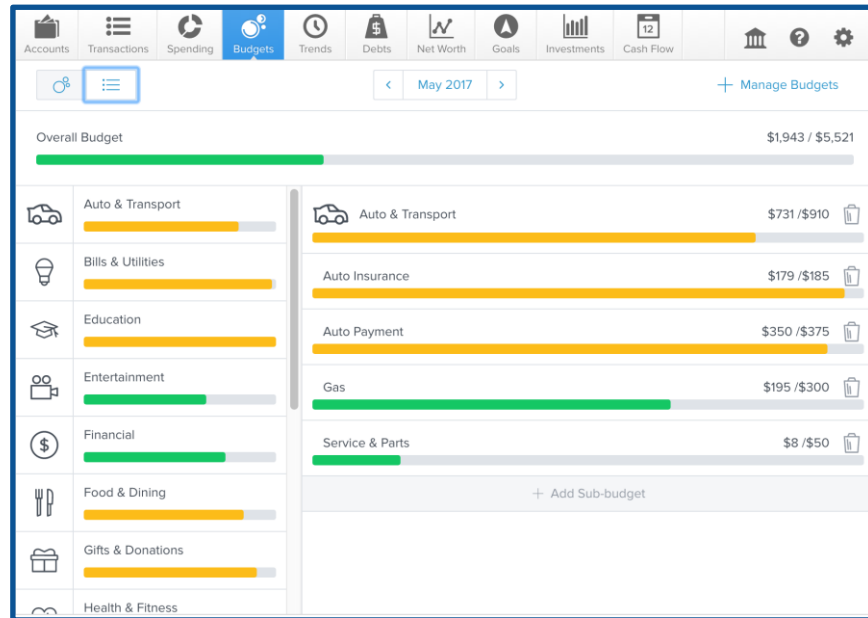 Accounts
Transactions
Spending
Budgets
Trends
Debts
Net Worth
Goals
Investments
12
Cash Flow
May 2017
+ Manage Budgets
Overall Budget
$1,943 / $5,521
Auto & Transport
Bills & Utilities
Education
Entertainment
Financial
Food & Dining
Gifts & Donations
Health & Fitness
Auto & Transport
$731 /$910
Auto Insurance
$179 /$185
Auto Payment
$350 /$375
Gas
$195 /$300
Service & Parts
$8 /$50
+ Add Sub-budget